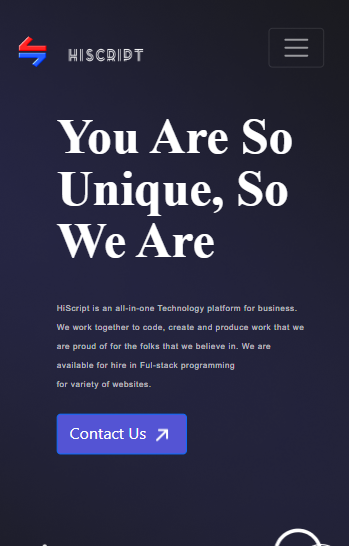 HISCRIPT
You Are So
Unique, So
We Are
HiScript is an all-in-one Technology platform for business.
We work together to code, create and produce work that we
are proud of for the folks that we believe in. We are
available for hire in Ful-stack programming
for variety of websites.
Contact Us